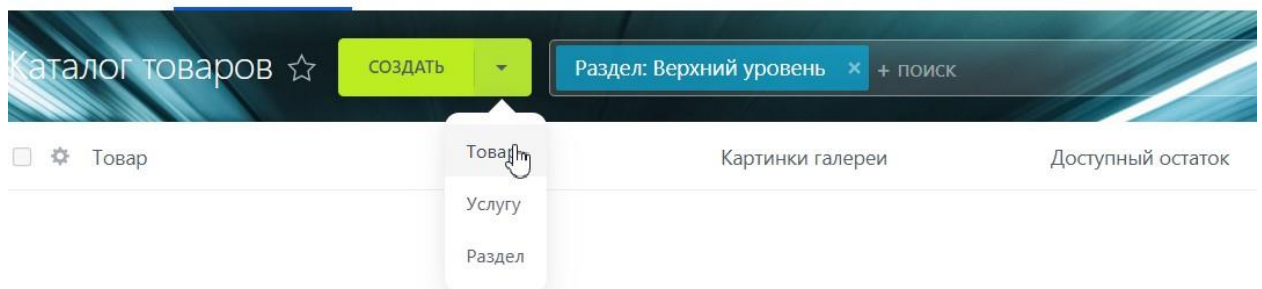 Каталог товаров СОЗДАТЬ Раздел: Верхний уровень × + поиск
Товар Товар Картинки галереи Доступный остаток
Услугу
Раздел